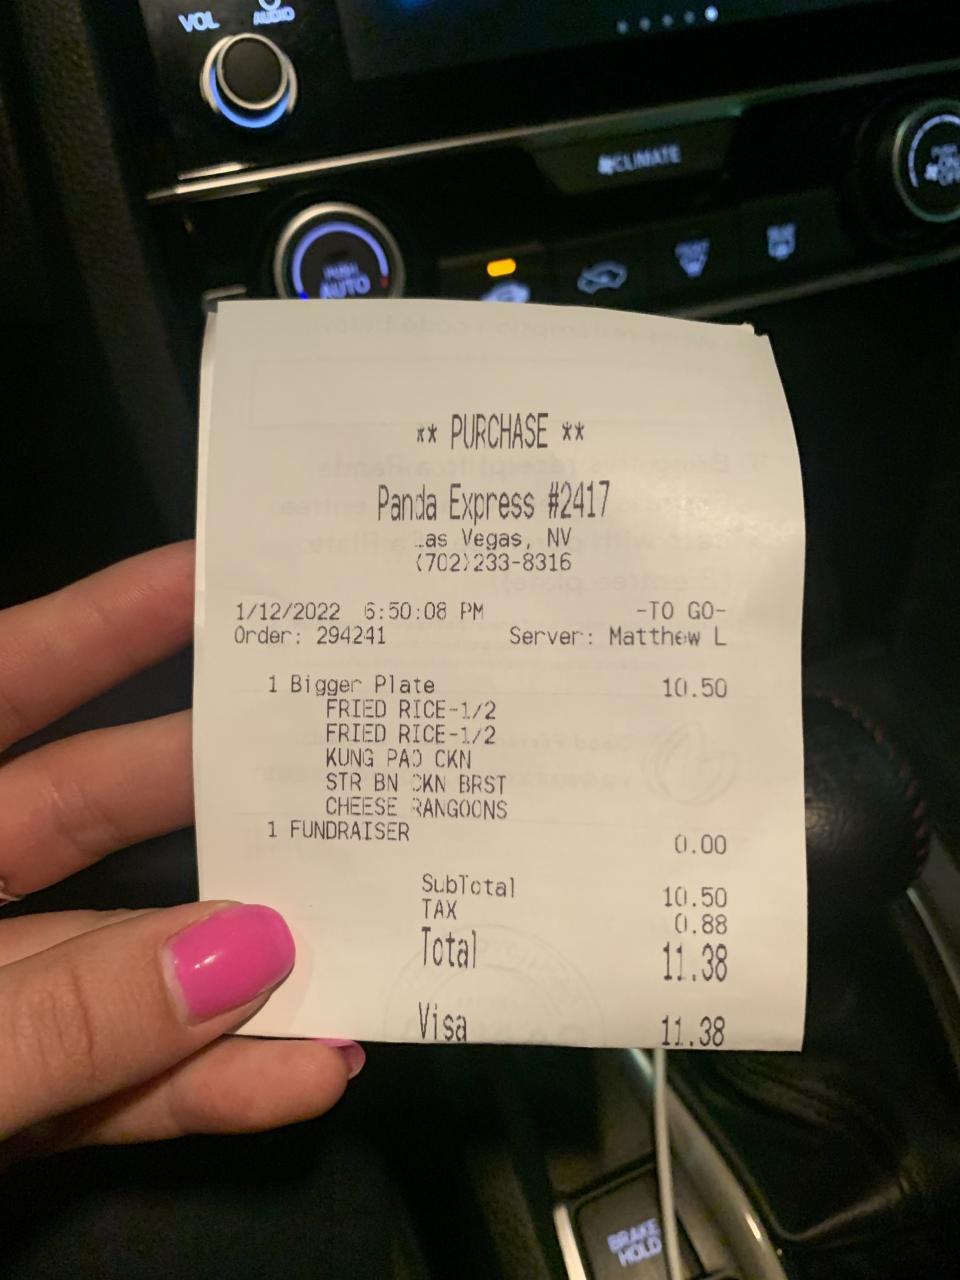 VOL
AUDIO
CLIMATE
PUSH
AUTO
** PURCHASE **
Panda Express #2417
Las Vegas, NV
(702)233-8316
1/12/2022 6:50:08 PM -TO GO-
Order: 294241 Server: Matthew L
1 Bigger Plate 10.50
FRIED RICE-1/2
FRIED RICE-1/2
KUNG PAO CKN
STR BN CKN BRST
CHEESE RANGOONS
1 FUNDRAISER 0.00
SubTotal 10.50
TAX 0.88
Total 11.38
Visa 11.38
BRAKE
HOLD